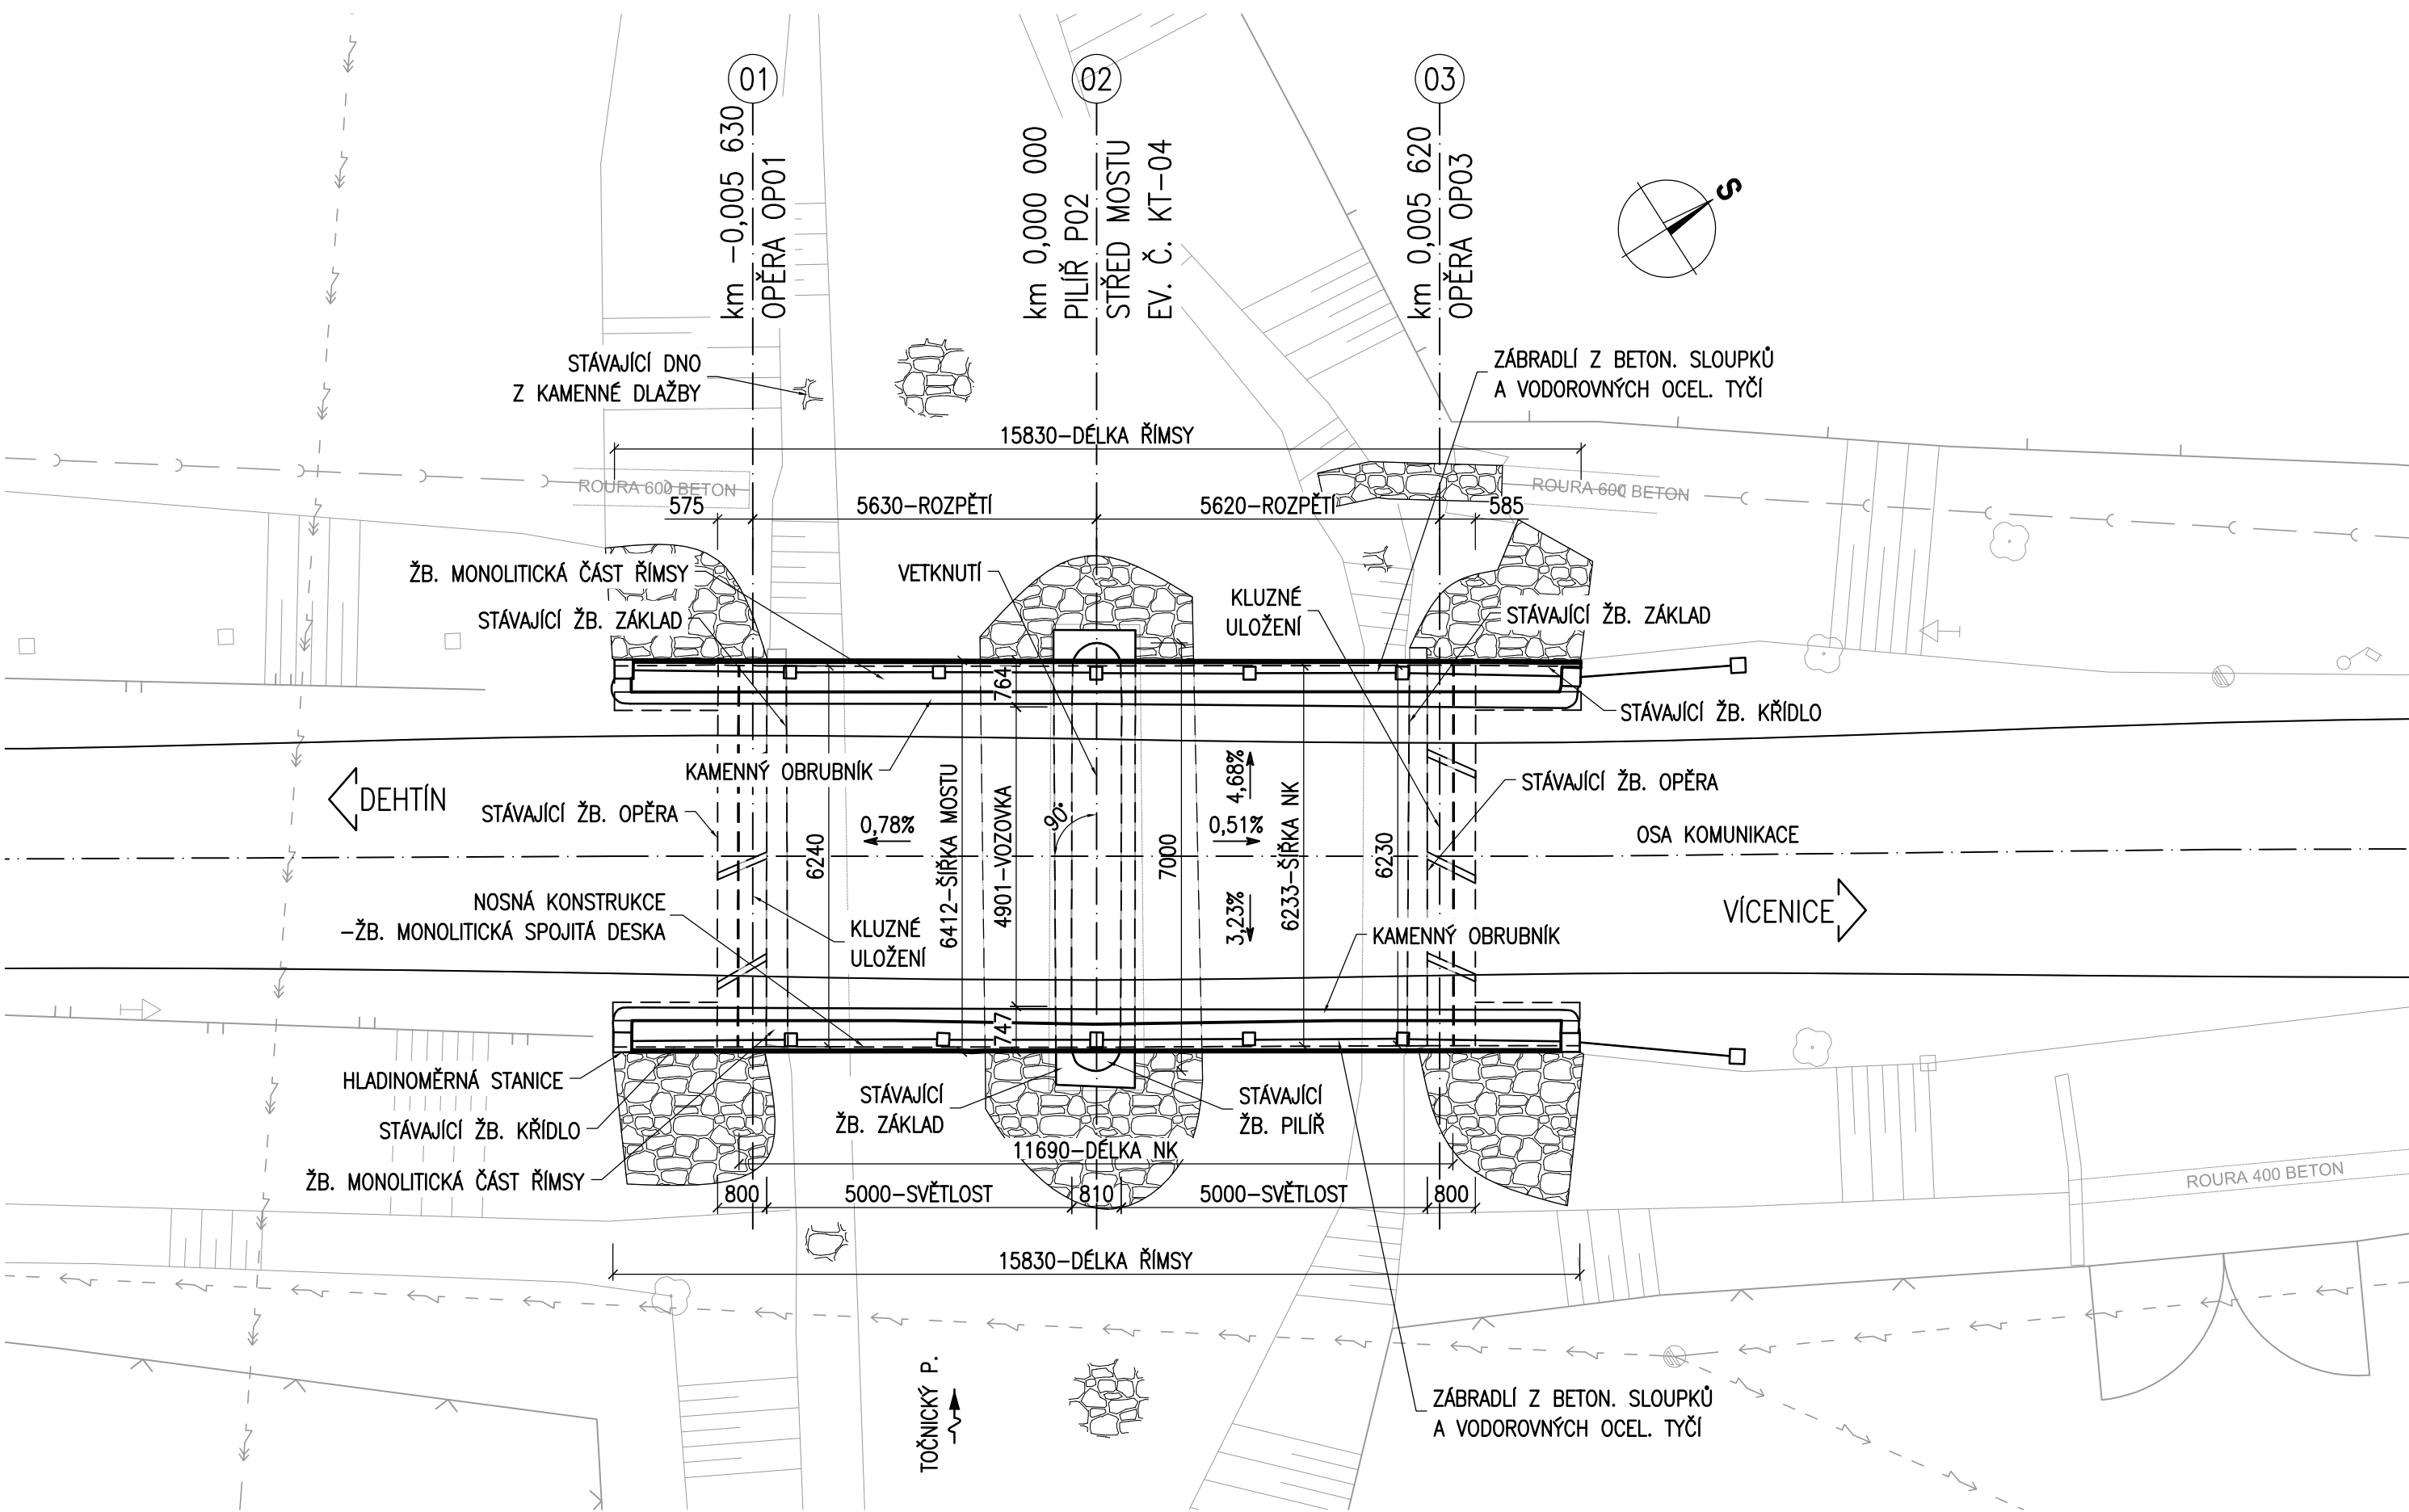 01
km -0,005 630
OPĚRA OP01
02
km 0,000 000
PILÍŘ P02
STŘED MOSTU
EV. Č. KT-04
03
km 0,005 620
OPĚRA OP03
S
STÁVAJÍCÍ DNO
Z KAMENNÉ DLAŽBY
ZÁBRADLÍ Z BETON. SLOUPKŮ
A VODOROVNÝCH OCEL. TYČÍ
15830-DÉLKA ŘÍMSY
ROURA 600 BETON
ROURA 600 BETON
575
5630-ROZPĚTÍ
5620-ROZPĚTÍ
585
ŽB. MONOLITICKÁ ČÁST ŘÍMSY
VETKNUTÍ
STÁVAJÍCÍ ŽB. ZÁKLAD
KLUZNÉ
ULOŽENÍ
STÁVAJÍCÍ ŽB. ZÁKLAD
764
STÁVAJÍCÍ ŽB. KŘÍDLO
KAMENNÝ OBRUBNÍK
STÁVAJÍCÍ ŽB. OPĚRA
DEHTÍN
STÁVAJÍCÍ ŽB. OPĚRA
0,78%
6240
6412-ŠÍŘKA MOSTU
4901-VOZOVKA
90°
7000
4,68%
0,51%
3,23%
6233-ŠÍŘKA NK
6230
OSA KOMUNIKACE
NOSNÁ KONSTRUKCE
-ŽB. MONOLITICKÁ SPOJITÁ DESKA
KLUZNÉ
ULOŽENÍ
VÍCENICE
KAMENNÝ OBRUBNÍK
747
HLADINOMĚRNÁ STANICE
STÁVAJÍCÍ
ŽB. ZÁKLAD
STÁVAJÍCÍ
ŽB. PILÍŘ
STÁVAJÍCÍ ŽB. KŘÍDLO
ŽB. MONOLITICKÁ ČÁST ŘÍMSY
11690-DÉLKA NK
800
5000-SVĚTLOST
810
5000-SVĚTLOST
800
ROURA 400 BETON
15830-DÉLKA ŘÍMSY
TOČNICKÝ P.
ZÁBRADLÍ Z BETON. SLOUPKŮ
A VODOROVNÝCH OCEL. TYČÍ